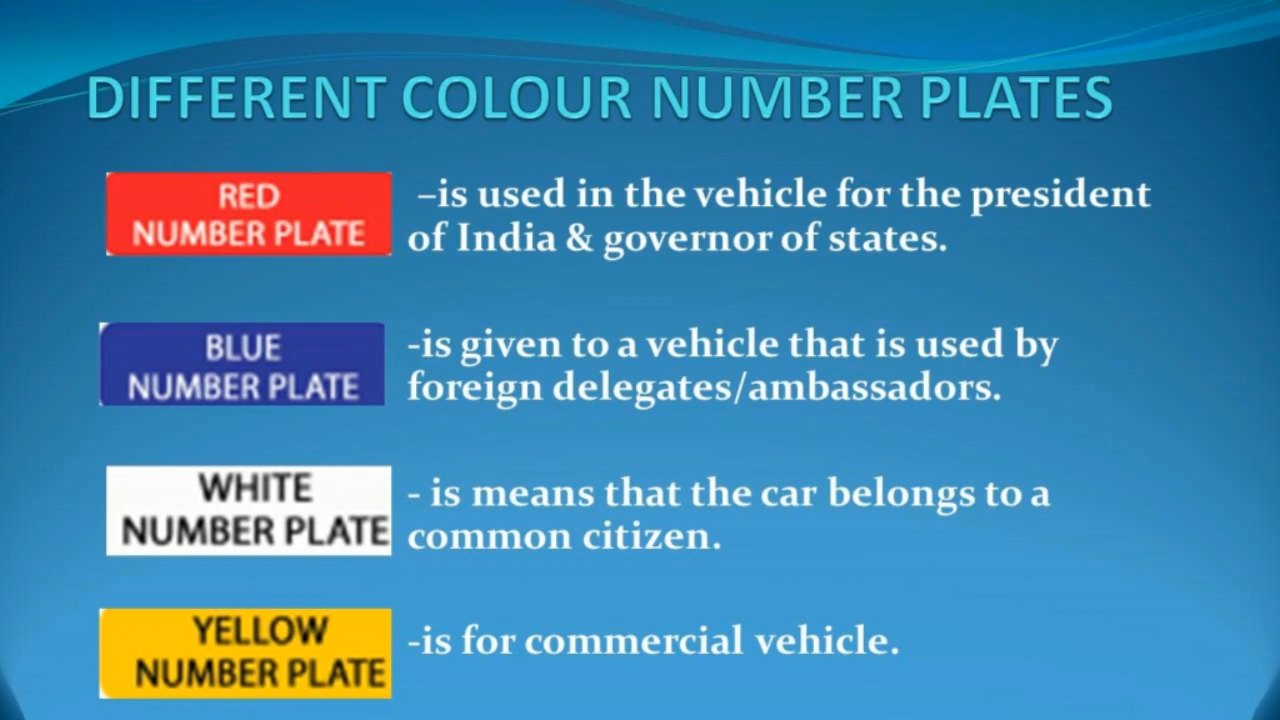 DIFFERENT COLOUR NUMBER PLATES
RED
NUMBER PLATE
–is used in the vehicle for the president
of India & governor of states.
BLUE
NUMBER PLATE
-is given to a vehicle that is used by
foreign delegates/ambassadors.
WHITE
NUMBER PLATE
- is means that the car belongs to a
common citizen.
YELLOW
NUMBER PLATE
-is for commercial vehicle.